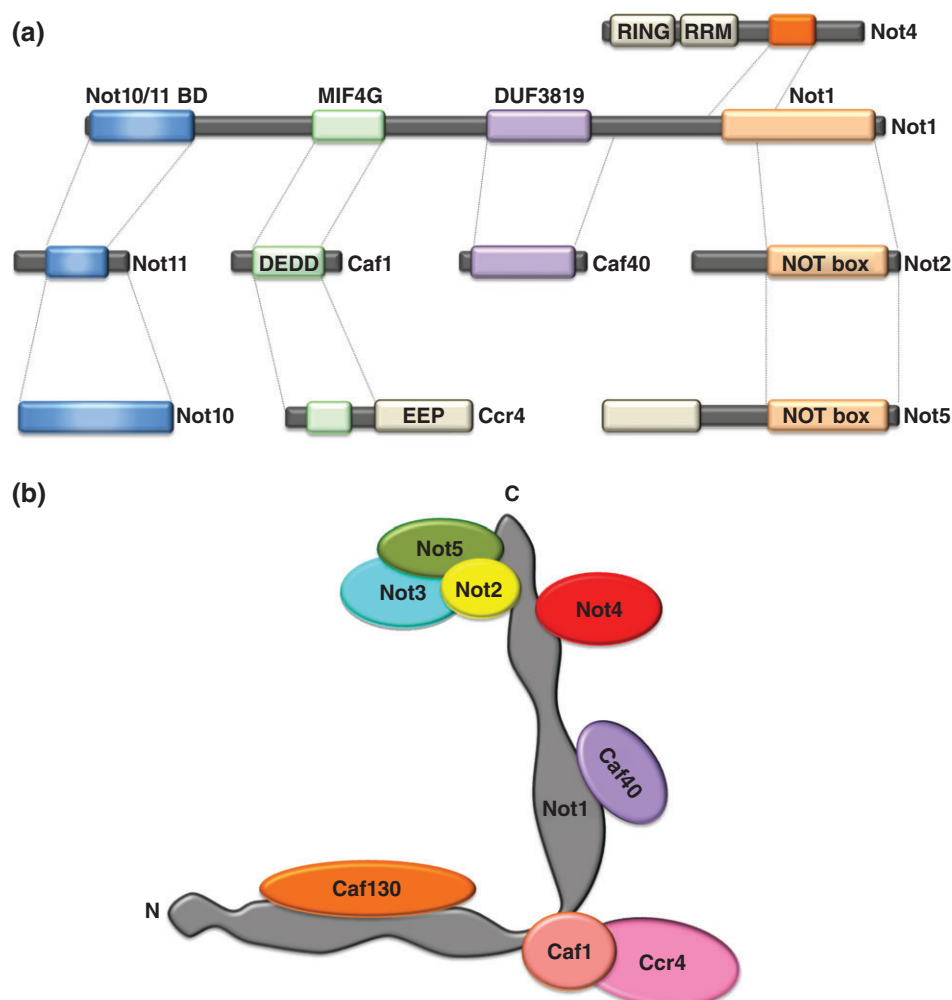 (a)
RING RRM Not4
Not10/11 BD MIF4G DUF3819 Not1
Not1
Not11 DEDD Caf1 Caf40 NOT box Not2
Not10 EEP Ccr4 NOT box Not5
(b)
C
Not5
Not3 Not2
Not4
Caf40
Not1
Caf130
N
Caf1 Ccr4